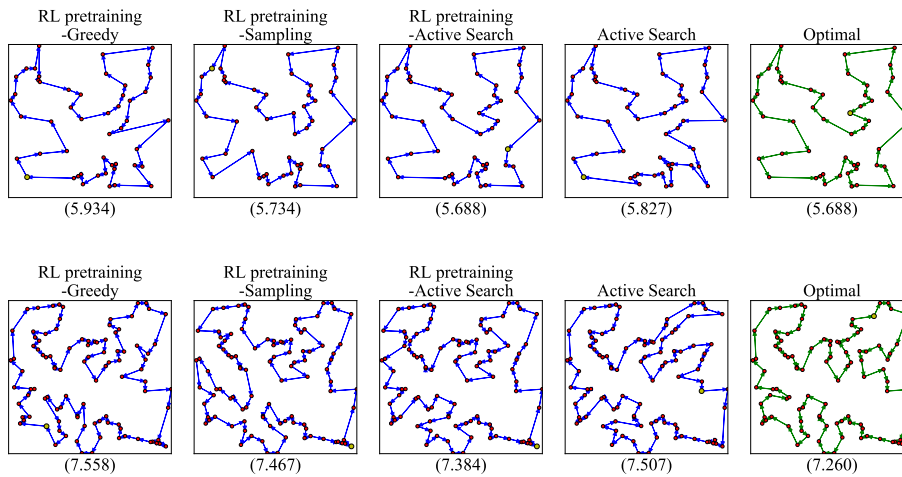 RL pretraining
-Greedy
RL pretraining
-Sampling
RL pretraining
-Active Search
Active Search
Optimal
(5.934)
(5.734)
(5.688)
(5.827)
(5.688)
RL pretraining
-Greedy
RL pretraining
-Sampling
RL pretraining
-Active Search
Active Search
Optimal
(7.558)
(7.467)
(7.384)
(7.507)
(7.260)